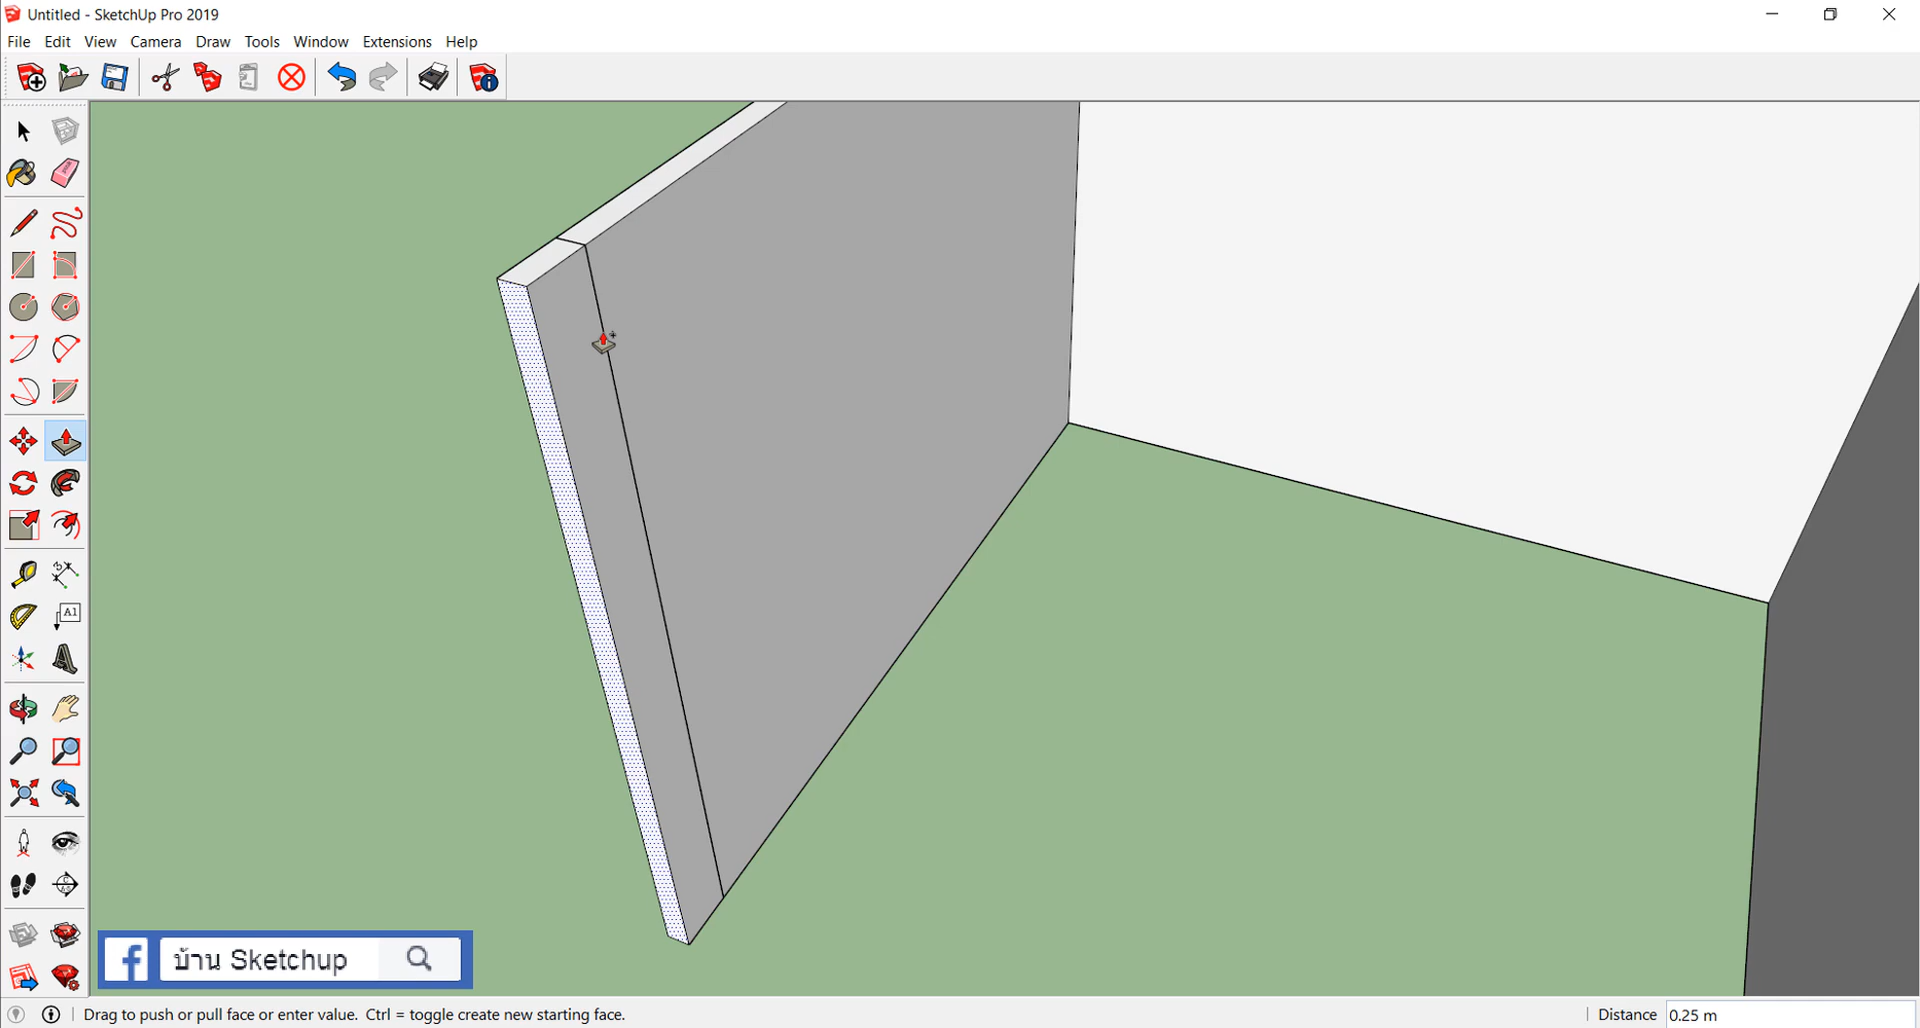 Untitled - SketchUp Pro 2019
File Edit View Camera Draw Tools Window Extensions Help
A1
บ้าน Sketchup
Drag to push or pull face or enter value. Ctrl = toggle create new starting face.
Distance 0.25 m